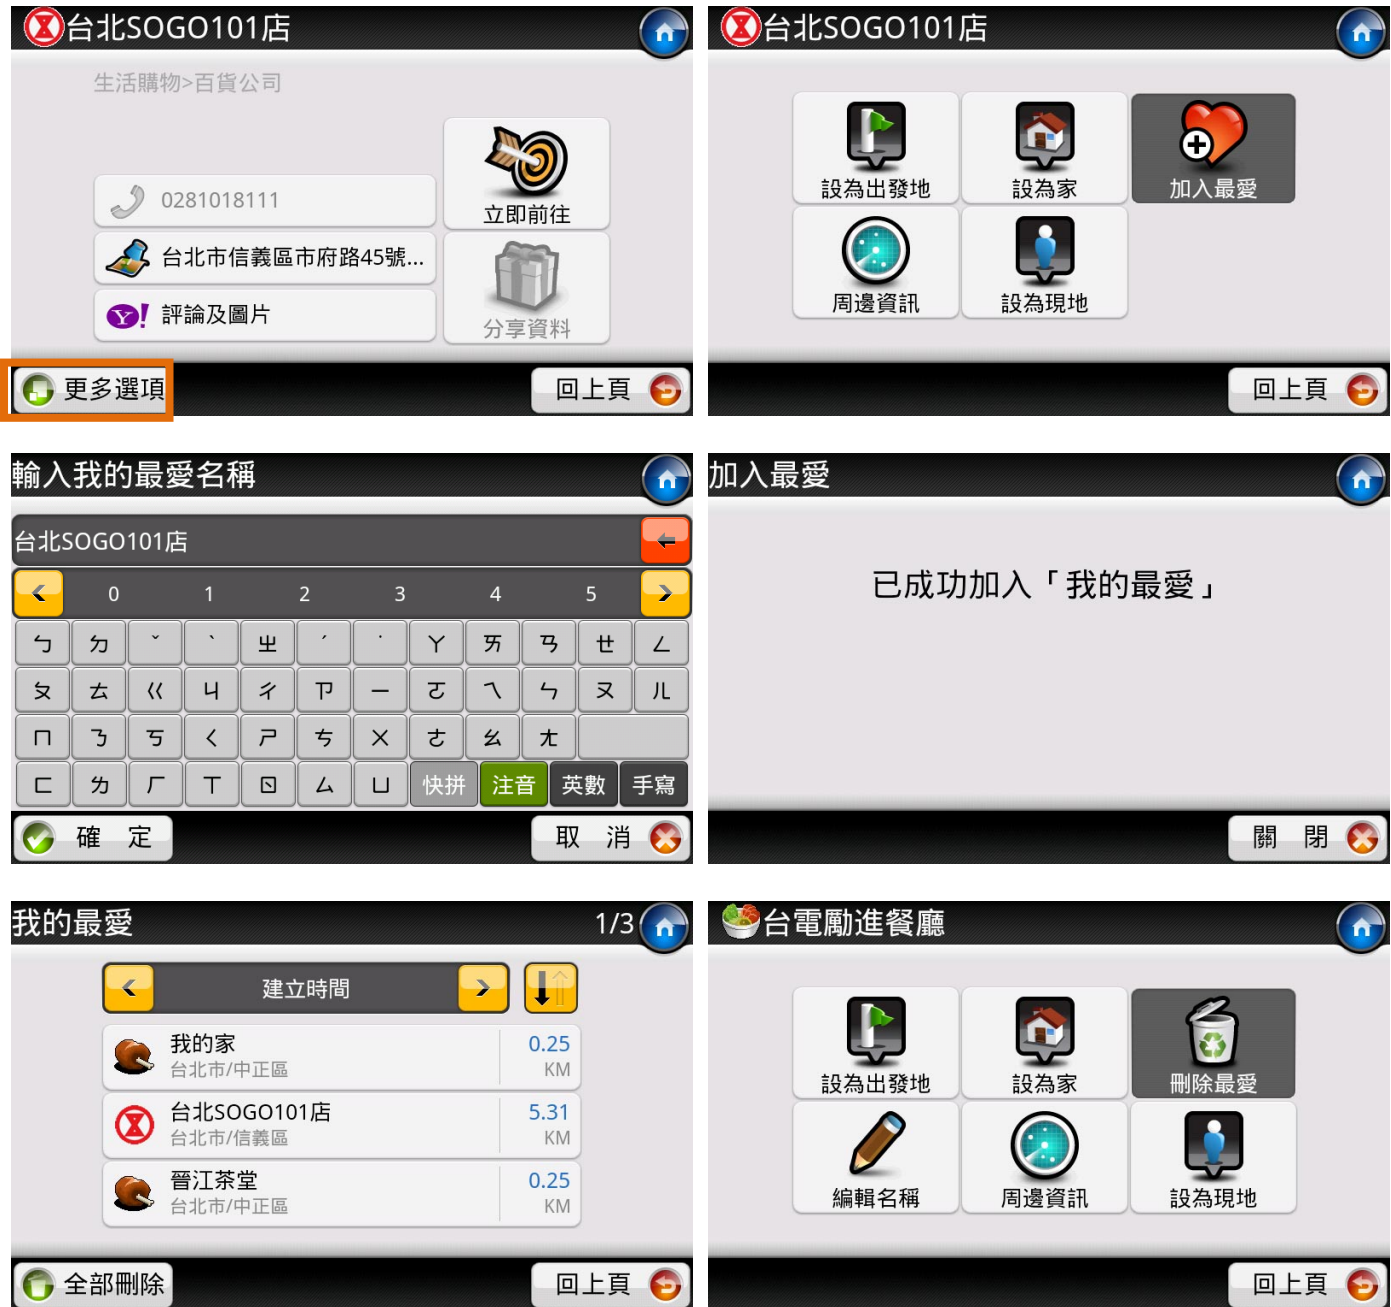 台北SOGO101店
生活購物>百貨公司
0281018111
台北市信義區市府路45號...
Y! 評論及圖片
立即前往
分享資料
更多選項
回上頁
台北SOGO101店
設為出發地
設為家
加入最愛
周邊資訊
設為現地
回上頁
輸入我的最愛名稱
台北SOGO101店
0 1 2 3 4 5
ㄅ ㄉ ˇ ˋ ㄓ ˊ ˙ ㄚ ㄞ ㄢ ㄝ ㄥ
ㄆ ㄊ ㄍ ㄐ ㄔ ㄗ ㄧ ㄛ ㄟ ㄣ ㄡ ㄦ
ㄇ ㄋ ㄎ ㄑ ㄕ ㄘ ㄨ ㄜ ㄠ ㄤ
ㄈ ㄌ ㄏ ㄒ ㄖ ㄙ ㄩ 快拼 注音 英數 手寫
確 定
取 消
加入最愛
已成功加入「我的最愛」
關 閉
我的最愛
1/3
建立時間
我的家
台北市/中正區
0.25
KM
台北SOGO101店
台北市/信義區
5.31
KM
晉江茶堂
台北市/中正區
0.25
KM
全部刪除
回上頁
台電勵進餐廳
設為出發地
設為家
刪除最愛
編輯名稱
周邊資訊
設為現地
回上頁